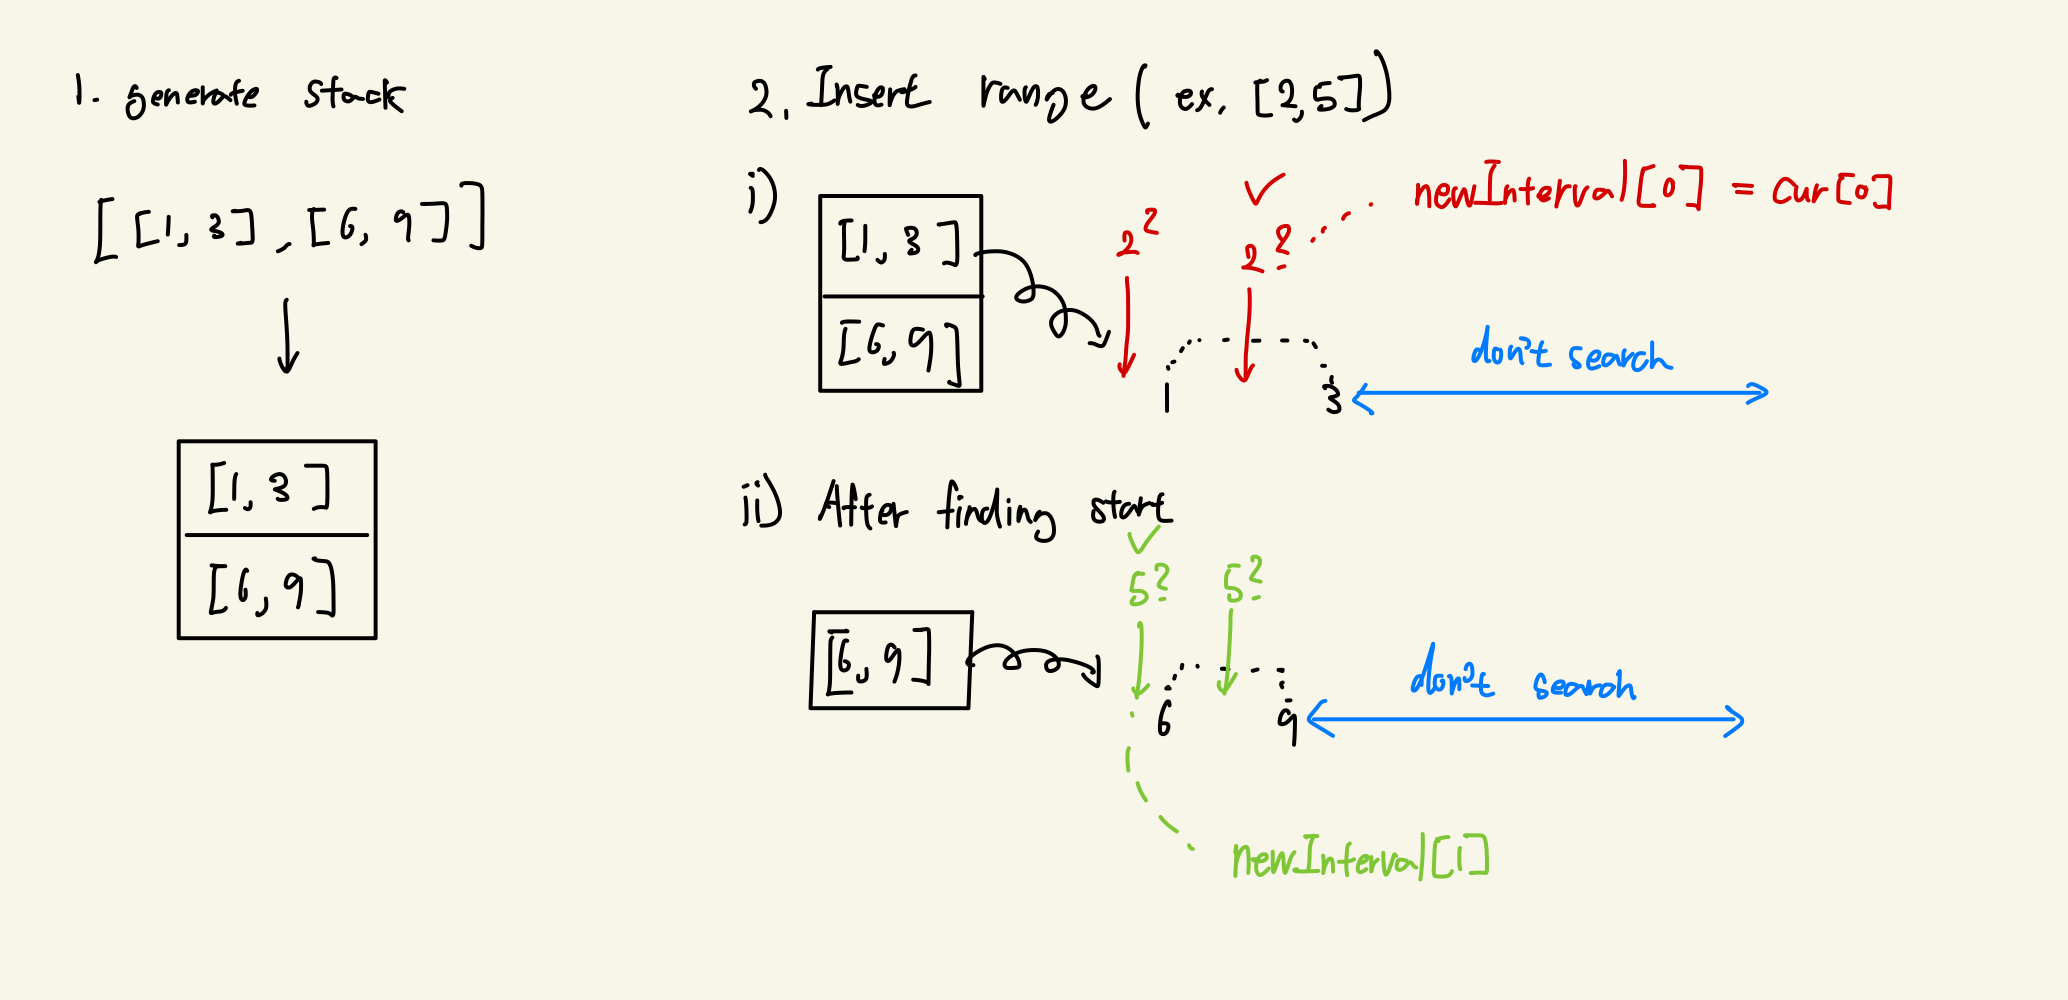 1. generate stack
[[1, 3], [6, 9]]
[1, 3]
[6, 9]
2. Insert range (ex. [2,5])
i)
[1, 3]
[6, 9]
2?
2?
newInterval[0] = cur[0]
1
3
don't search
ii) After finding start
5?
5?
[6, 9]
6
9
don't search
newInterval[1]